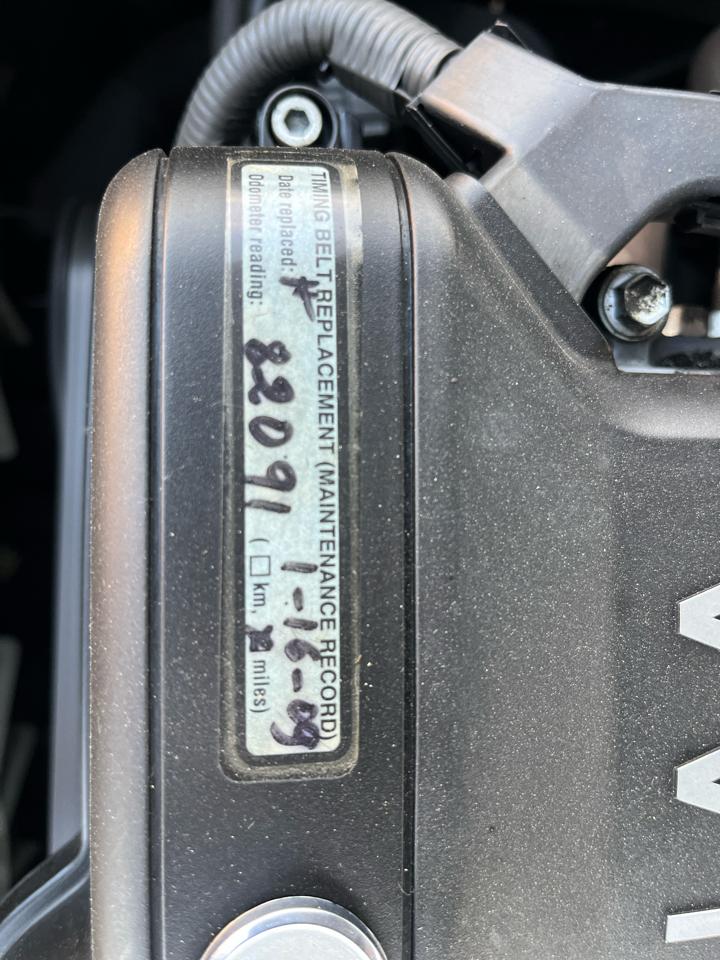 TIMING BELT REPLACEMENT (MAINTENANCE RECORD)
Date replaced: 1-16-09
Odometer reading: 82091 (□ km, ☒ miles)